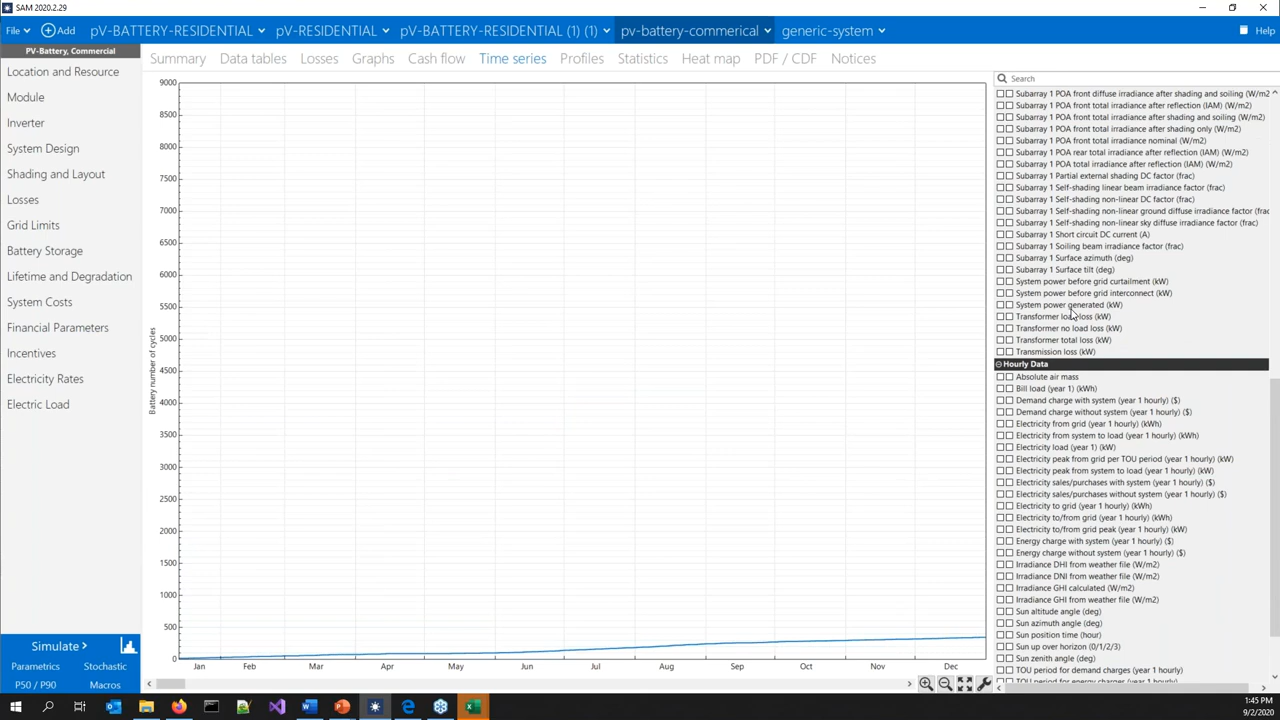 SAM 2020.2.29
File
Add
pV-BATTERY-RESIDENTIAL
pV-RESIDENTIAL
pV-BATTERY-RESIDENTIAL (1) (1)
pv-battery-commerical
generic-system
Help
PV-Battery, Commercial
Location and Resource
Module
Inverter
System Design
Shading and Layout
Losses
Grid Limits
Battery Storage
Lifetime and Degradation
System Costs
Financial Parameters
Incentives
Electricity Rates
Electric Load
Simulate >
Parametrics
Stochastic
P50 / P90
Macros
Summary
Data tables
Losses
Graphs
Cash flow
Time series
Profiles
Statistics
Heat map
PDF / CDF
Notices
Battery number of cycles
9000
8500
8000
7500
7000
6500
6000
5500
5000
4500
4000
3500
3000
2500
2000
1500
1000
500
0
Jan
Feb
Mar
Apr
May
Jun
Jul
Aug
Sep
Oct
Nov
Dec
Search
Subarray 1 POA front diffuse irradiance after shading and soiling (W/m2
Subarray 1 POA front total irradiance after reflection (IAM) (W/m2)
Subarray 1 POA front total irradiance after shading and soiling (W/m2)
Subarray 1 POA front total irradiance after shading only (W/m2)
Subarray 1 POA front total irradiance nominal (W/m2)
Subarray 1 POA rear total irradiance after reflection (IAM) (W/m2)
Subarray 1 POA total irradiance after reflection (IAM) (W/m2)
Subarray 1 Partial external shading DC factor (frac)
Subarray 1 Self-shading linear beam irradiance factor (frac)
Subarray 1 Self-shading non-linear DC factor (frac)
Subarray 1 Self-shading non-linear ground diffuse irradiance factor (frac
Subarray 1 Self-shading non-linear sky diffuse irradiance factor (frac)
Subarray 1 Short circuit DC current (A)
Subarray 1 Soiling beam irradiance factor (frac)
Subarray 1 Surface azimuth (deg)
Subarray 1 Surface tilt (deg)
System power before grid curtailment (kW)
System power before grid interconnect (kW)
System power generated (kW)
Transformer load loss (kW)
Transformer no load loss (kW)
Transformer total loss (kW)
Transmission loss (kW)
Hourly Data
Absolute air mass
Bill load (year 1) (kWh)
Demand charge with system (year 1 hourly) ($)
Demand charge without system (year 1 hourly) ($)
Electricity from grid (year 1 hourly) (kWh)
Electricity from system to load (year 1 hourly) (kWh)
Electricity load (year 1) (kW)
Electricity peak from grid per TOU period (year 1 hourly) (kW)
Electricity peak from system to load (year 1 hourly) (kW)
Electricity sales/purchases with system (year 1 hourly) ($)
Electricity sales/purchases without system (year 1 hourly) ($)
Electricity to grid (year 1 hourly) (kWh)
Electricity to/from grid (year 1 hourly) (kWh)
Electricity to/from grid peak (year 1 hourly) (kW)
Energy charge with system (year 1 hourly) ($)
Energy charge without system (year 1 hourly) ($)
Irradiance DHI from weather file (W/m2)
Irradiance DNI from weather file (W/m2)
Irradiance GHI calculated (W/m2)
Irradiance GHI from weather file (W/m2)
Sun altitude angle (deg)
Sun azimuth angle (deg)
Sun position time (hour)
Sun up over horizon (0/1/2/3)
Sun zenith angle (deg)
TOU period for demand charges (year 1 hourly)
TOU period for energy charges (year 1 hourly)
1:45 PM
9/2/2020